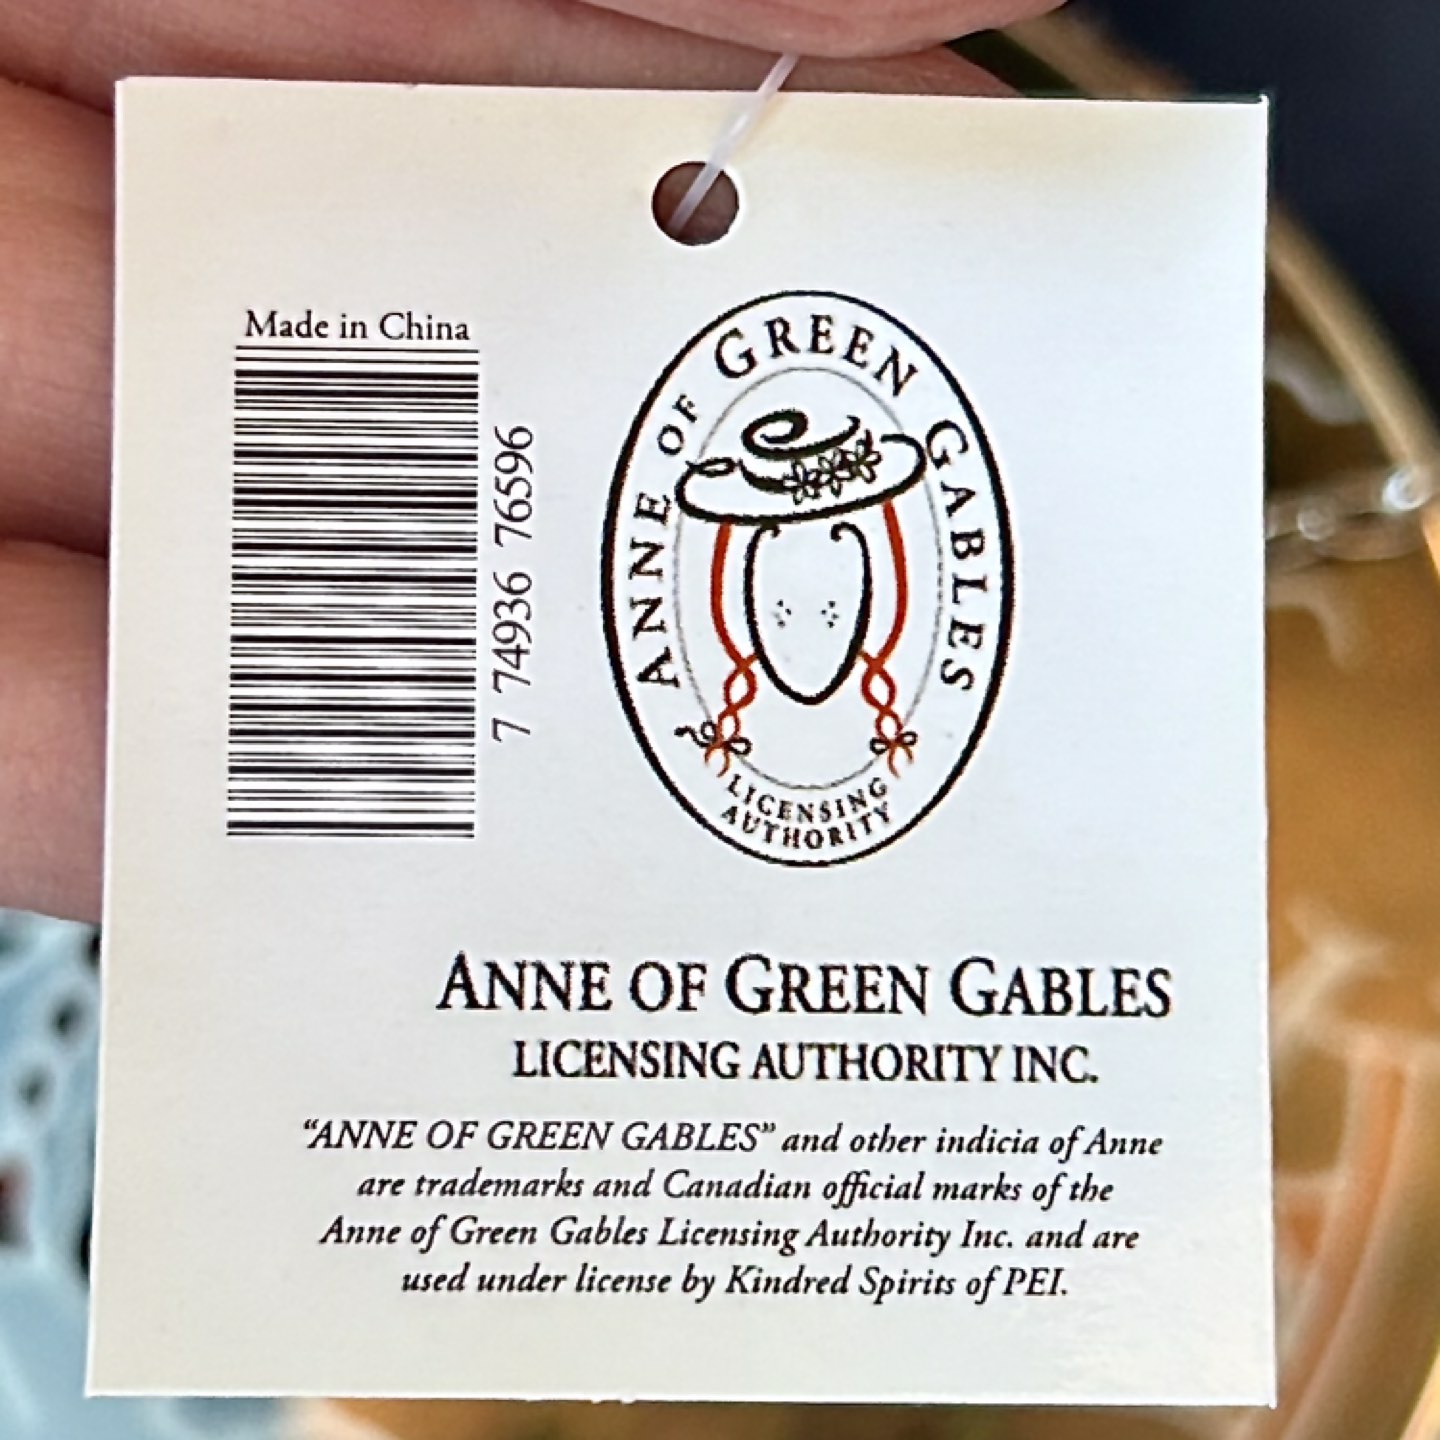 Made in China
7 74936 76596
ANNE OF GREEN GABLES
LICENSING
AUTHORITY
ANNE OF GREEN GABLES
LICENSING AUTHORITY INC.
“ANNE OF GREEN GABLES” and other indicia of Anne
are trademarks and Canadian official marks of the
Anne of Green Gables Licensing Authority Inc. and are
used under license by Kindred Spirits of PEI.